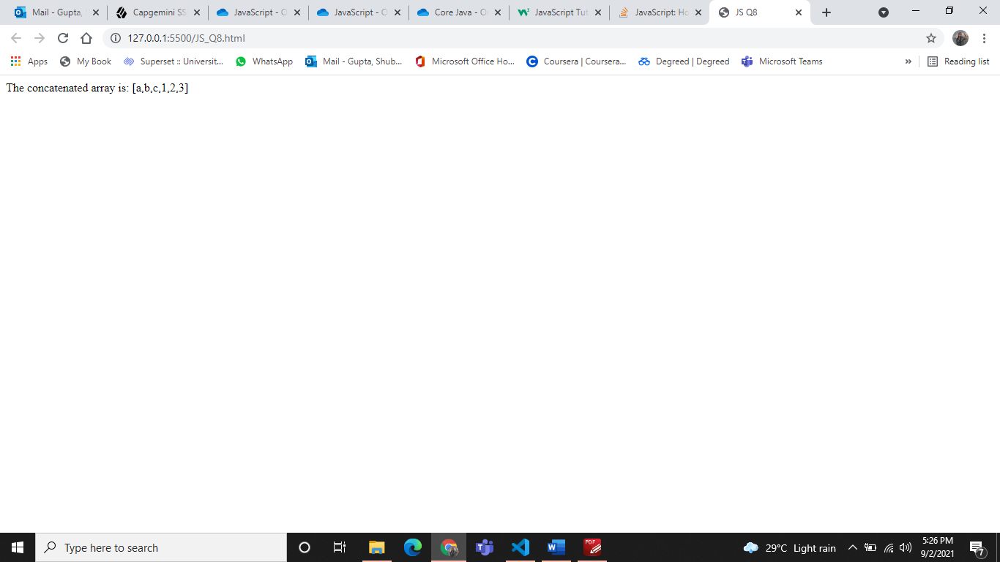 Mail - Gupta, Capgemini SS JavaScript - O JavaScript - O Core Java - O JavaScript Tut JavaScript: Ho JS Q8
127.0.0.1:5500/JS_Q8.html
Apps My Book Superset :: Universit... WhatsApp Mail - Gupta, Shub... Microsoft Office Ho... Coursera | Coursera... Degreed | Degreed Microsoft Teams » Reading list
The concatenated array is: [a,b,c,1,2,3]
Type here to search 29°C Light rain 5:26 PM
9/2/2021 7